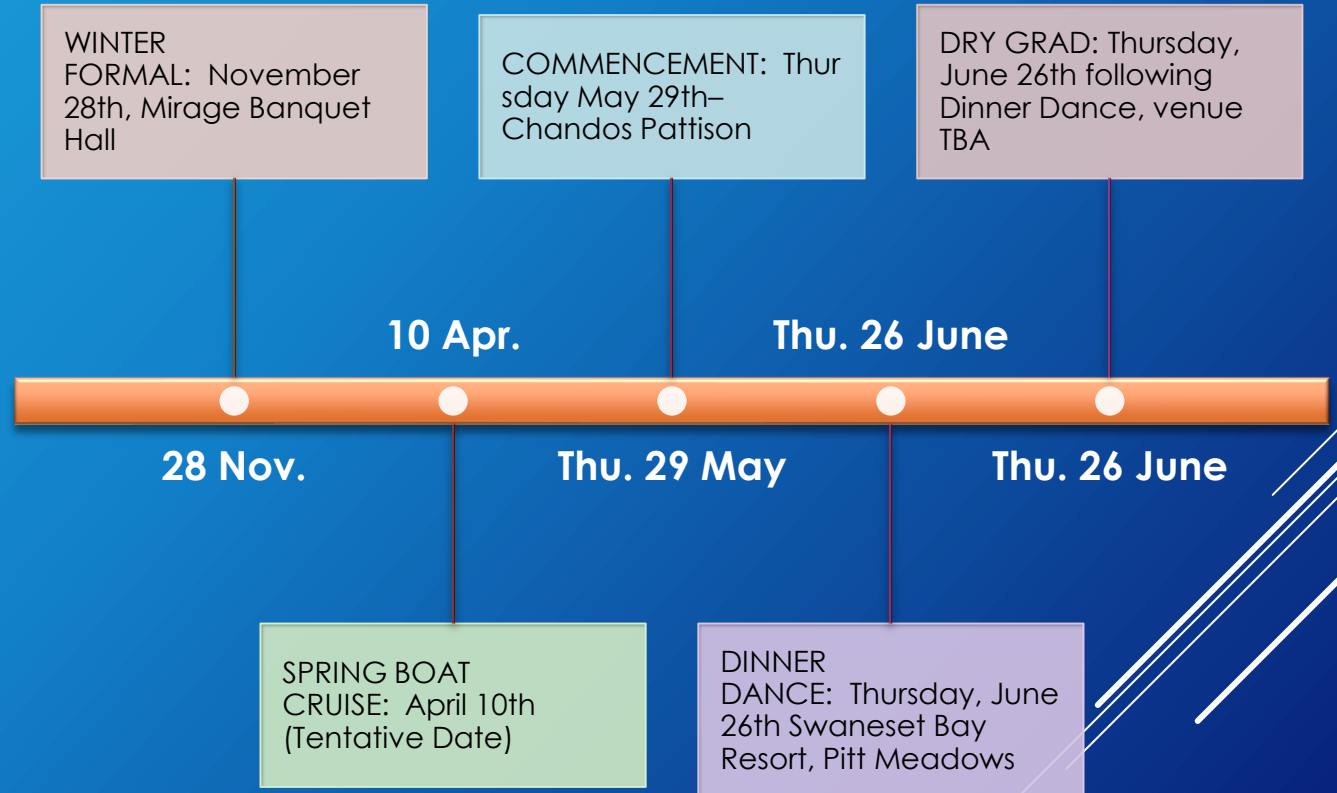 WINTER
FORMAL: November
28th, Mirage Banquet
Hall
COMMENCEMENT: Thur
sday May 29th–
Chandos Pattison
DRY GRAD: Thursday,
June 26th following
Dinner Dance, venue
TBA
10 Apr.
Thu. 26 June
28 Nov.
Thu. 29 May
Thu. 26 June
SPRING BOAT
CRUISE: April 10th
(Tentative Date)
DINNER
DANCE: Thursday, June
26th Swaneset Bay
Resort, Pitt Meadows